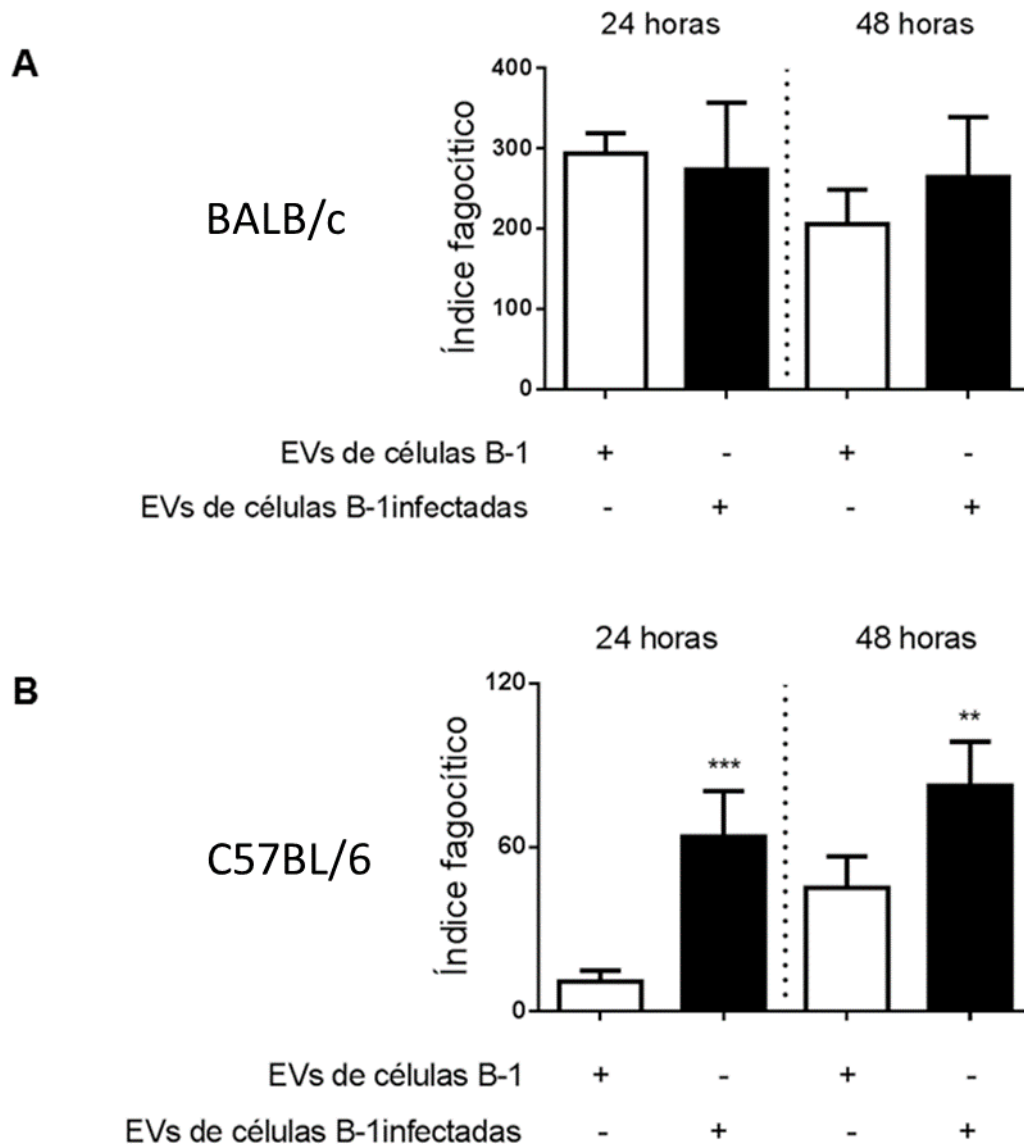 24 horas 48 horas
A
400
300
200
100
0
Índice fagocítico
BALB/c
EVs de células B-1 + - + -
EVs de células B-1infectadas - + - +
24 horas 48 horas
B
120
60
0
Índice fagocítico
*** **
C57BL/6
EVs de células B-1 + - + -
EVs de células B-1infectadas - + - +